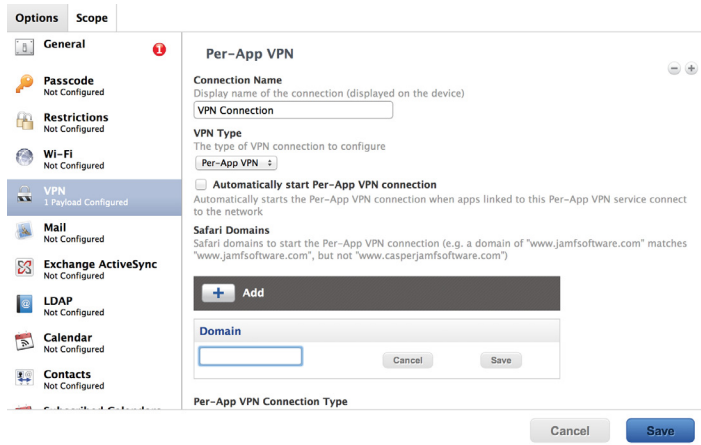 Options Scope
General
Passcode
Not Configured
Restrictions
Not Configured
Wi-Fi
Not Configured
VPN
1 Payload Configured
Mail
Not Configured
Exchange ActiveSync
Not Configured
LDAP
Not Configured
Calendar
Not Configured
Contacts
Not Configured
Subscribed Calendars
Per-App VPN
Connection Name
Display name of the connection (displayed on the device)
VPN Connection
VPN Type
The type of VPN connection to configure
Per-App VPN
Automatically start Per-App VPN connection
Automatically starts the Per-App VPN connection when apps linked to this Per-App VPN service connect
to the network
Safari Domains
Safari domains to start the Per-App VPN connection (e.g. a domain of "www.jamfsoftware.com" matches
"www.jamfsoftware.com", but not "www.casperjamfsoftware.com")
+ Add
Domain
Cancel Save
Per-App VPN Connection Type
Cancel Save